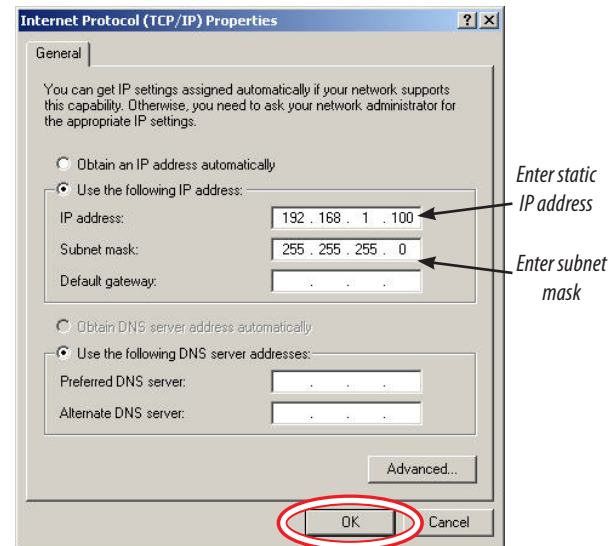 Internet Protocol (TCP/IP) Properties
General
You can get IP settings assigned automatically if your network supports
this capability. Otherwise, you need to ask your network administrator for
the appropriate IP settings.
Obtain an IP address automatically
Use the following IP address:
IP address: 192 . 168 . 1 . 100
Enter static
IP address
Subnet mask: 255 . 255 . 255 . 0
Enter subnet
mask
Default gateway: . . .
Obtain DNS server address automatically
Use the following DNS server addresses:
Preferred DNS server: . . .
Alternate DNS server: . . .
Advanced...
OK Cancel